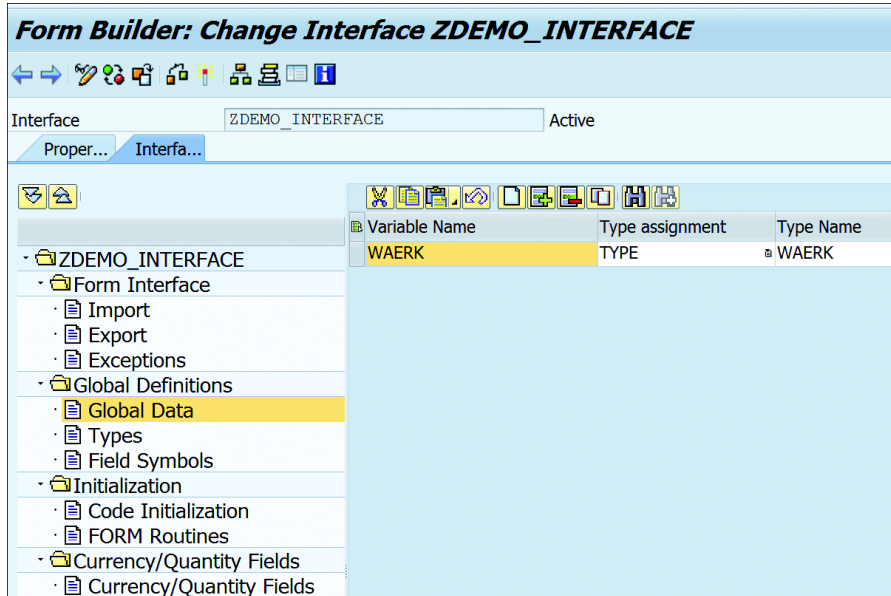 Form Builder: Change Interface ZDEMO_INTERFACE
Interface ZDEMO_INTERFACE Active
Proper... Interfa...
Variable Name Type assignment Type Name
WAERK TYPE WAERK
ZDEMO_INTERFACE
Form Interface
Import
Export
Exceptions
Global Definitions
Global Data
Types
Field Symbols
Initialization
Code Initialization
FORM Routines
Currency/Quantity Fields
Currency/Quantity Fields